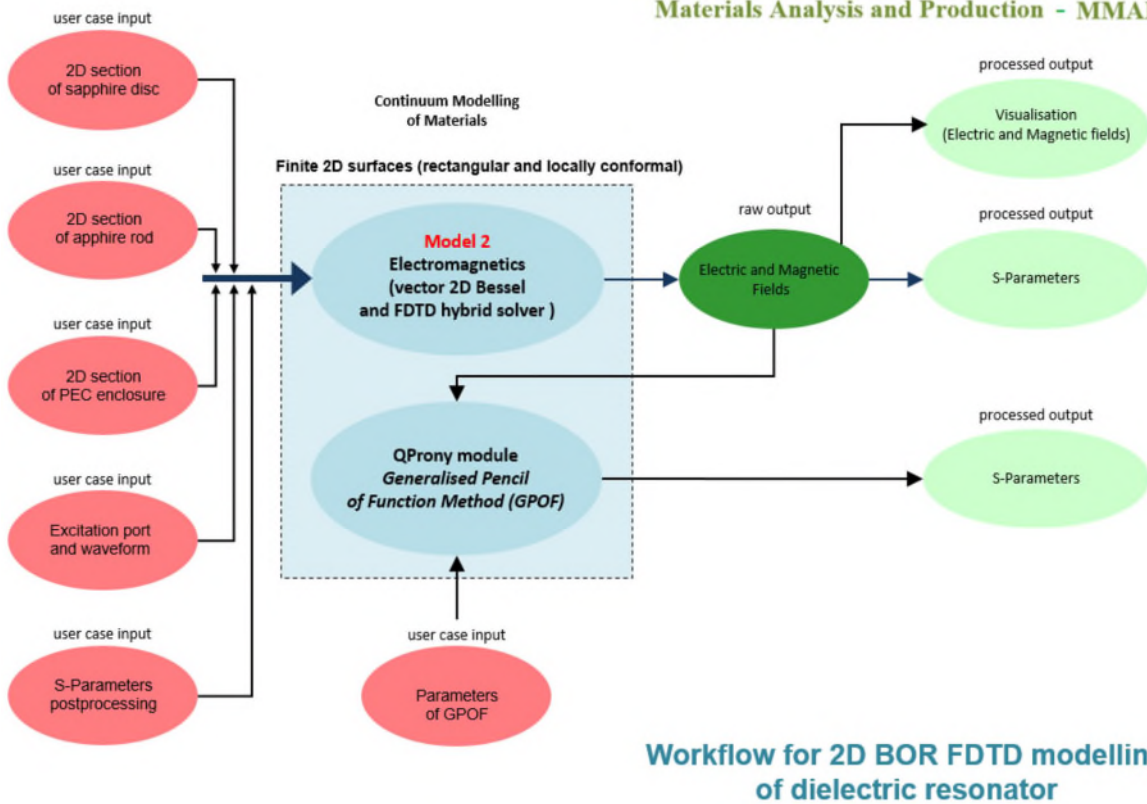 Materials Analysis and Production - MMA
user case input
2D section
of sapphire disc
user case input
2D section
of apphire rod
user case input
2D section
of PEC enclosure
user case input
Excitation port
and waveform
user case input
S-Parameters
postprocessing
Continuum Modelling
of Materials
Finite 2D surfaces (rectangular and locally conformal)
Model 2
Electromagnetics
(vector 2D Bessel
and FDTD hybrid solver )
QProny module
Generalised Pencil
of Function Method (GPOF)
user case input
Parameters
of GPOF
raw output
Electric and Magnetic
Fields
processed output
Visualisation
(Electric and Magnetic fields)
processed output
S-Parameters
processed output
S-Parameters
Workflow for 2D BOR FDTD modellin
of dielectric resonator